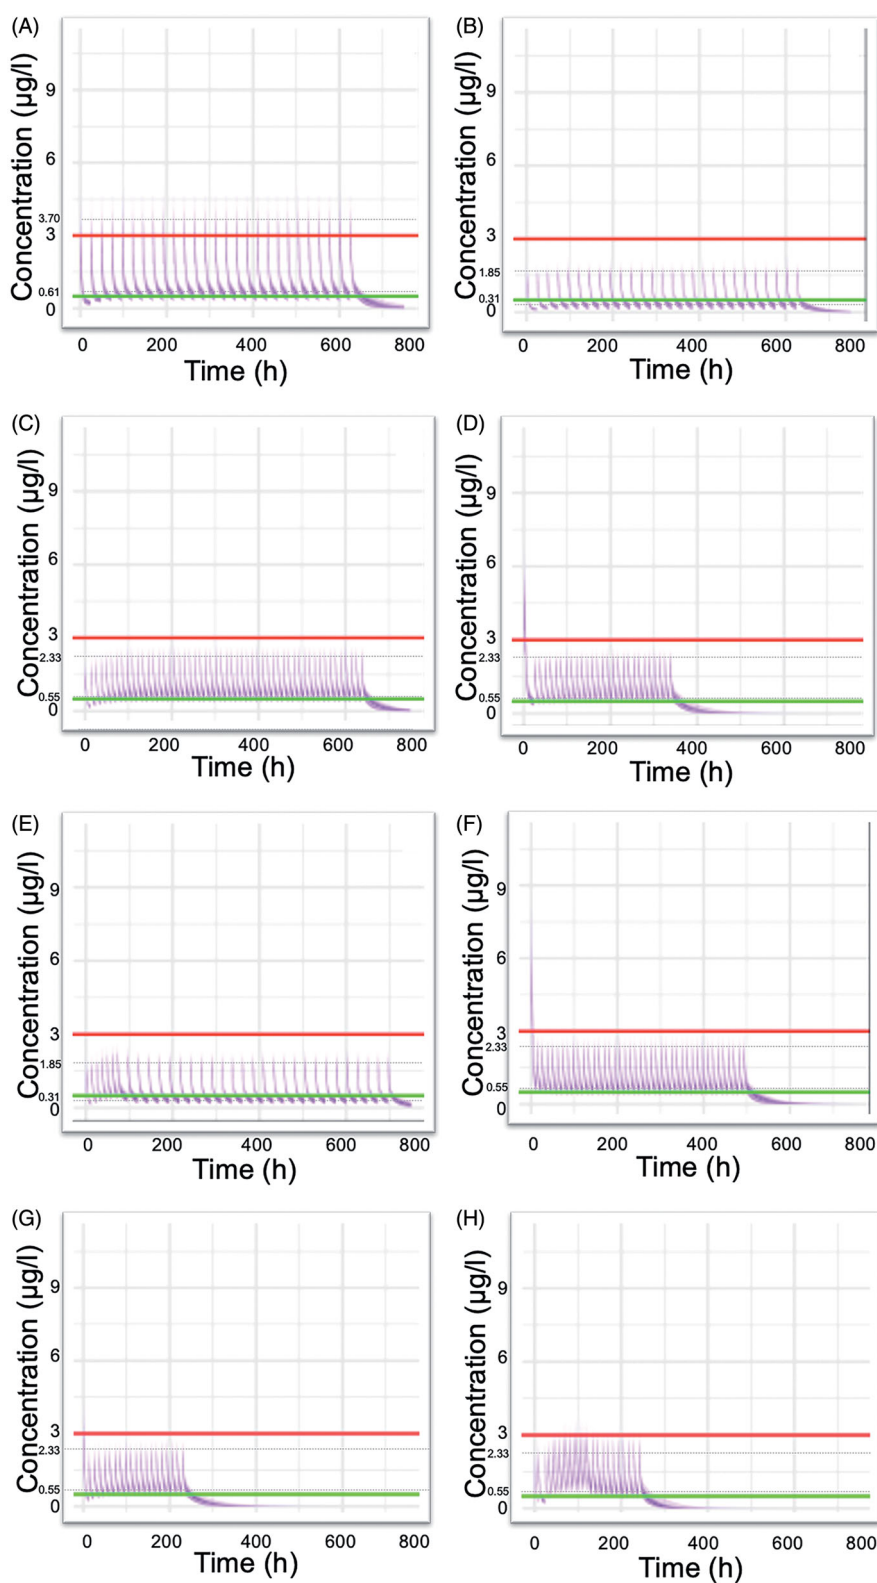 (A)
Concentration (µg/l)
9
6
3.70
3
0.61
0
0 200 400 600 800
Time (h)
(B)
Concentration (µg/l)
9
6
3
1.85
0.31
0
0 200 400 600 800
Time (h)
(C)
Concentration (µg/l)
9
6
3
2.33
0.55
0
0 200 400 600 800
Time (h)
(D)
Concentration (µg/l)
9
6
3
2.33
0.55
0
0 200 400 600 800
Time (h)
(E)
Concentration (µg/l)
9
6
3
1.85
0.31
0
0 200 400 600 800
Time (h)
(F)
Concentration (µg/l)
9
6
3
2.33
0.55
0
0 200 400 600 800
Time (h)
(G)
Concentration (µg/l)
9
6
3
2.33
0.55
0
0 200 400 600 800
Time (h)
(H)
Concentration (µg/l)
9
6
3
2.33
0.55
0
0 200 400 600 800
Time (h)